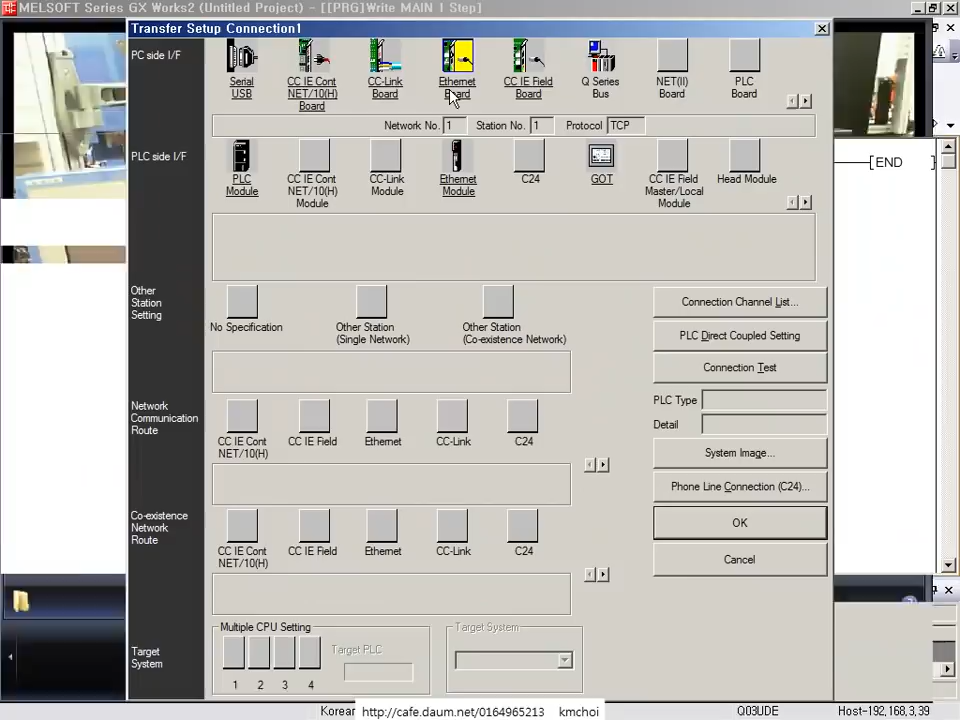 MELSOFT Series GX Works2 (Untitled Project) - [[PRG]Write MAIN 1 Step]
Transfer Setup Connection1
PC side I/F
Serial USB
CC IE Cont NET/10(H) Board
CC-Link Board
Ethernet Board
CC IE Field Board
Q Series Bus
NET(II) Board
PLC Board
Network No. 1 Station No. 1 Protocol TCP
PLC side I/F
PLC Module
CC IE Cont NET/10(H) Module
CC-Link Module
Ethernet Module
C24
GOT
CC IE Field Master/Local Module
Head Module
END
Other Station Setting
No Specification
Other Station (Single Network)
Other Station (Co-existence Network)
Connection Channel List...
PLC Direct Coupled Setting
Connection Test
PLC Type
Detail
System Image...
Phone Line Connection (C24)...
OK
Cancel
Network Communication Route
CC IE Cont NET/10(H)
CC IE Field
Ethernet
CC-Link
C24
Co-existence Network Route
CC IE Cont NET/10(H)
CC IE Field
Ethernet
CC-Link
C24
Target System
Multiple CPU Setting
1 2 3 4
Target PLC
Target System
Korean
http://cafe.daum.net/0164965213 kmchoi
Q03UDE
Host-192,168,3,39